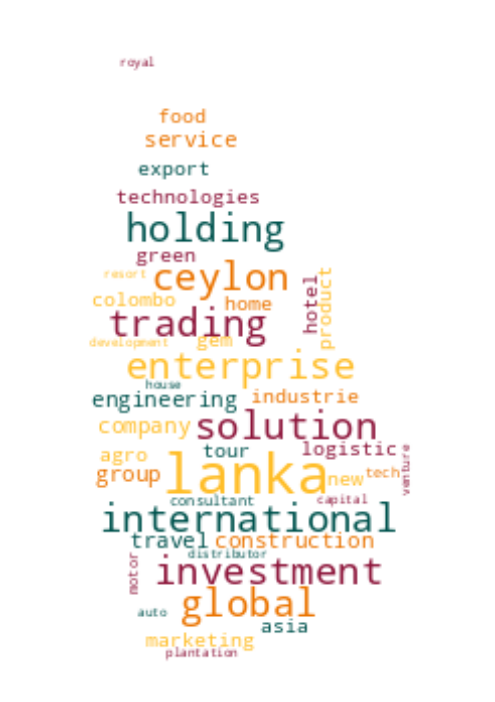 royal
food
service
export
technologies
holding
green
resort
ceylon
hotel
product
colombo
home
trading
gem
development
enterprise
house
engineering
industrie
company
solution
agro
tour
logistic
venture
group
lanka
new
tech
consultant
capital
international
travel
construction
distributor
motor
investment
auto
global
asia
marketing
plantation